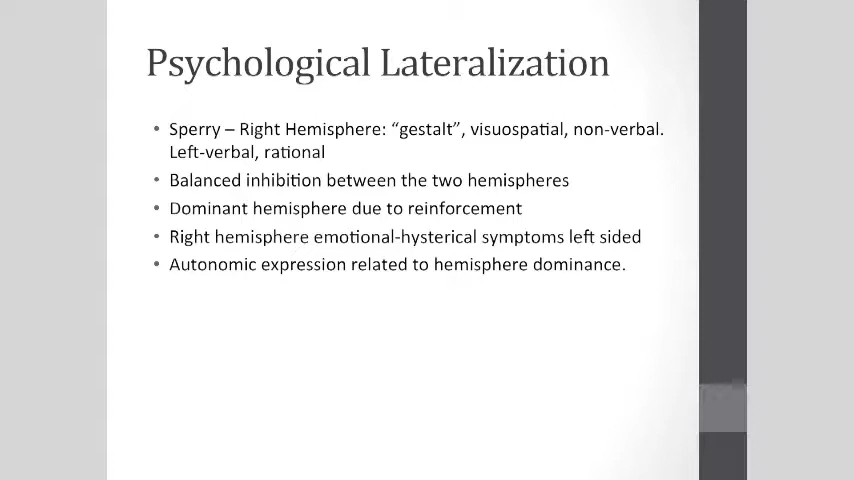 Psychological Lateralization
• Sperry – Right Hemisphere: “gestalt”, visuospatial, non-verbal.
Left-verbal, rational
• Balanced inhibition between the two hemispheres
• Dominant hemisphere due to reinforcement
• Right hemisphere emotional-hysterical symptoms left sided
• Autonomic expression related to hemisphere dominance.